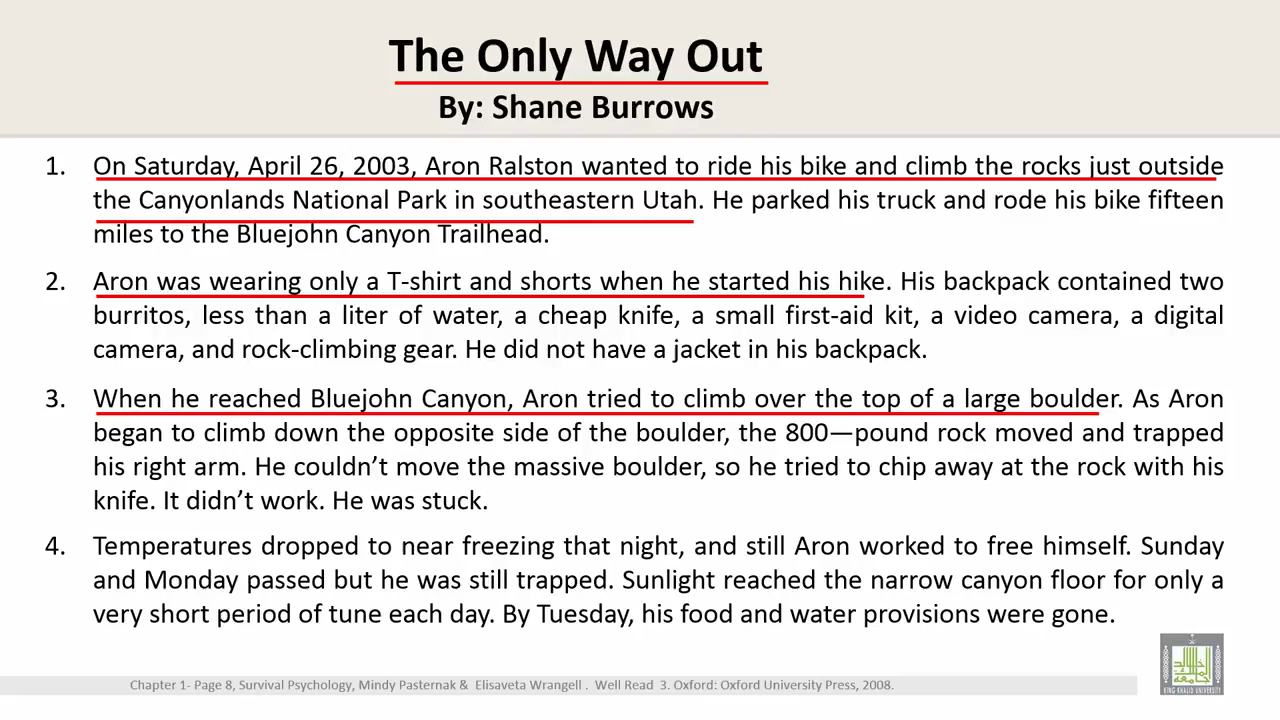 The Only Way Out
By: Shane Burrows
1. On Saturday, April 26, 2003, Aron Ralston wanted to ride his bike and climb the rocks just outside
the Canyonlands National Park in southeastern Utah. He parked his truck and rode his bike fifteen
miles to the Bluejohn Canyon Trailhead.
2. Aron was wearing only a T-shirt and shorts when he started his hike. His backpack contained two
burritos, less than a liter of water, a cheap knife, a small first-aid kit, a video camera, a digital
camera, and rock-climbing gear. He did not have a jacket in his backpack.
3. When he reached Bluejohn Canyon, Aron tried to climb over the top of a large boulder. As Aron
began to climb down the opposite side of the boulder, the 800—pound rock moved and trapped
his right arm. He couldn’t move the massive boulder, so he tried to chip away at the rock with his
knife. It didn’t work. He was stuck.
4. Temperatures dropped to near freezing that night, and still Aron worked to free himself. Sunday
and Monday passed but he was still trapped. Sunlight reached the narrow canyon floor for only a
very short period of tune each day. By Tuesday, his food and water provisions were gone.
Chapter 1- Page 8, Survival Psychology, Mindy Pasternak & Elisaveta Wrangell . Well Read 3. Oxford: Oxford University Press, 2008.
KING KHALID UNIVERSITY